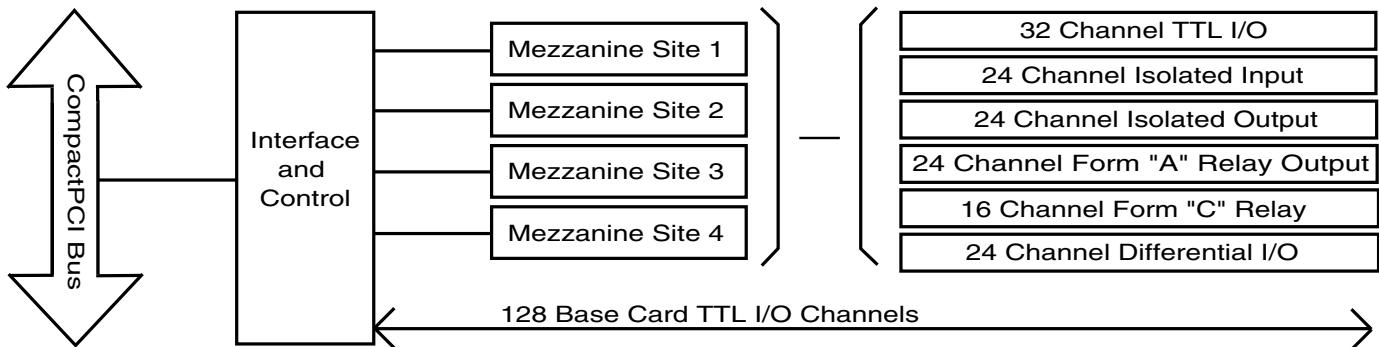 CompactPCI Bus
Interface
and
Control
Mezzanine Site 1
Mezzanine Site 2
Mezzanine Site 3
Mezzanine Site 4
32 Channel TTL I/O
24 Channel Isolated Input
24 Channel Isolated Output
24 Channel Form "A" Relay Output
16 Channel Form "C" Relay
24 Channel Differential I/O
128 Base Card TTL I/O Channels